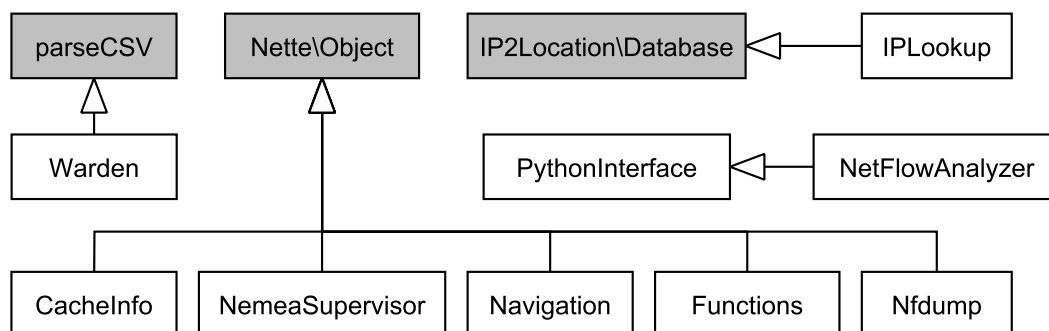 parseCSV
Nette\Object
IP2Location\Database
IPLookup
Warden
PythonInterface
NetFlowAnalyzer
CacheInfo
NemeaSupervisor
Navigation
Functions
Nfdump